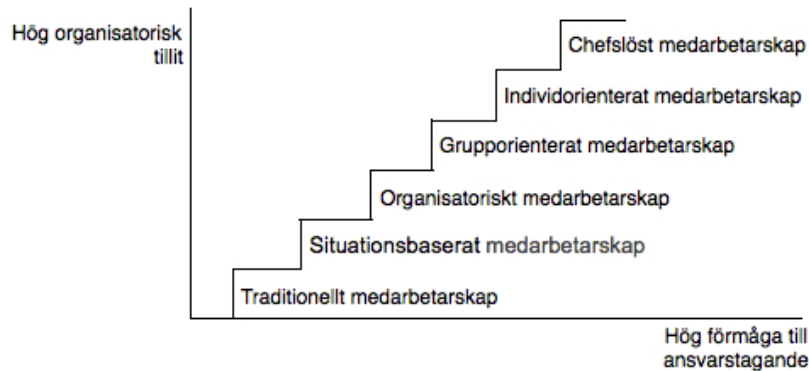 Hög organisatorisk
tillit
Chefslöst medarbetarskap
Individorienterat medarbetarskap
Grupporienterat medarbetarskap
Organisatoriskt medarbetarskap
Situationsbaserat medarbetarskap
Traditionellt medarbetarskap
Hög förmåga till
ansvarstagande